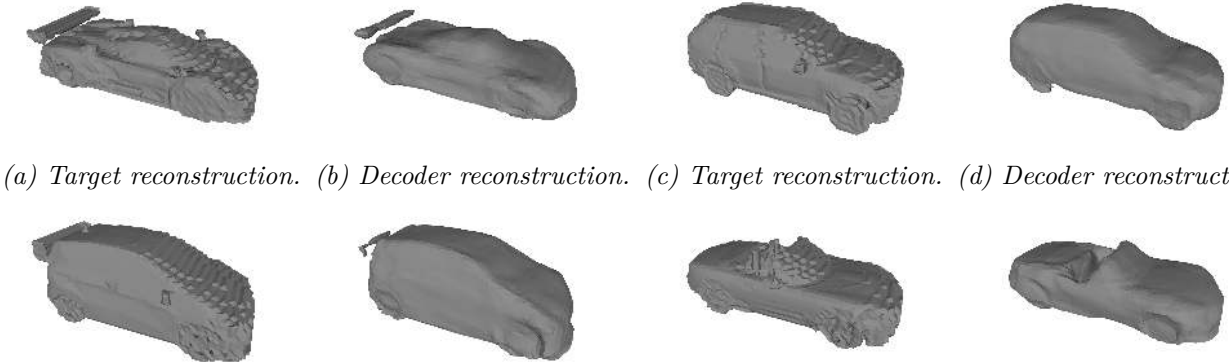 (a) Target reconstruction. (b) Decoder reconstruction. (c) Target reconstruction. (d) Decoder reconstruct